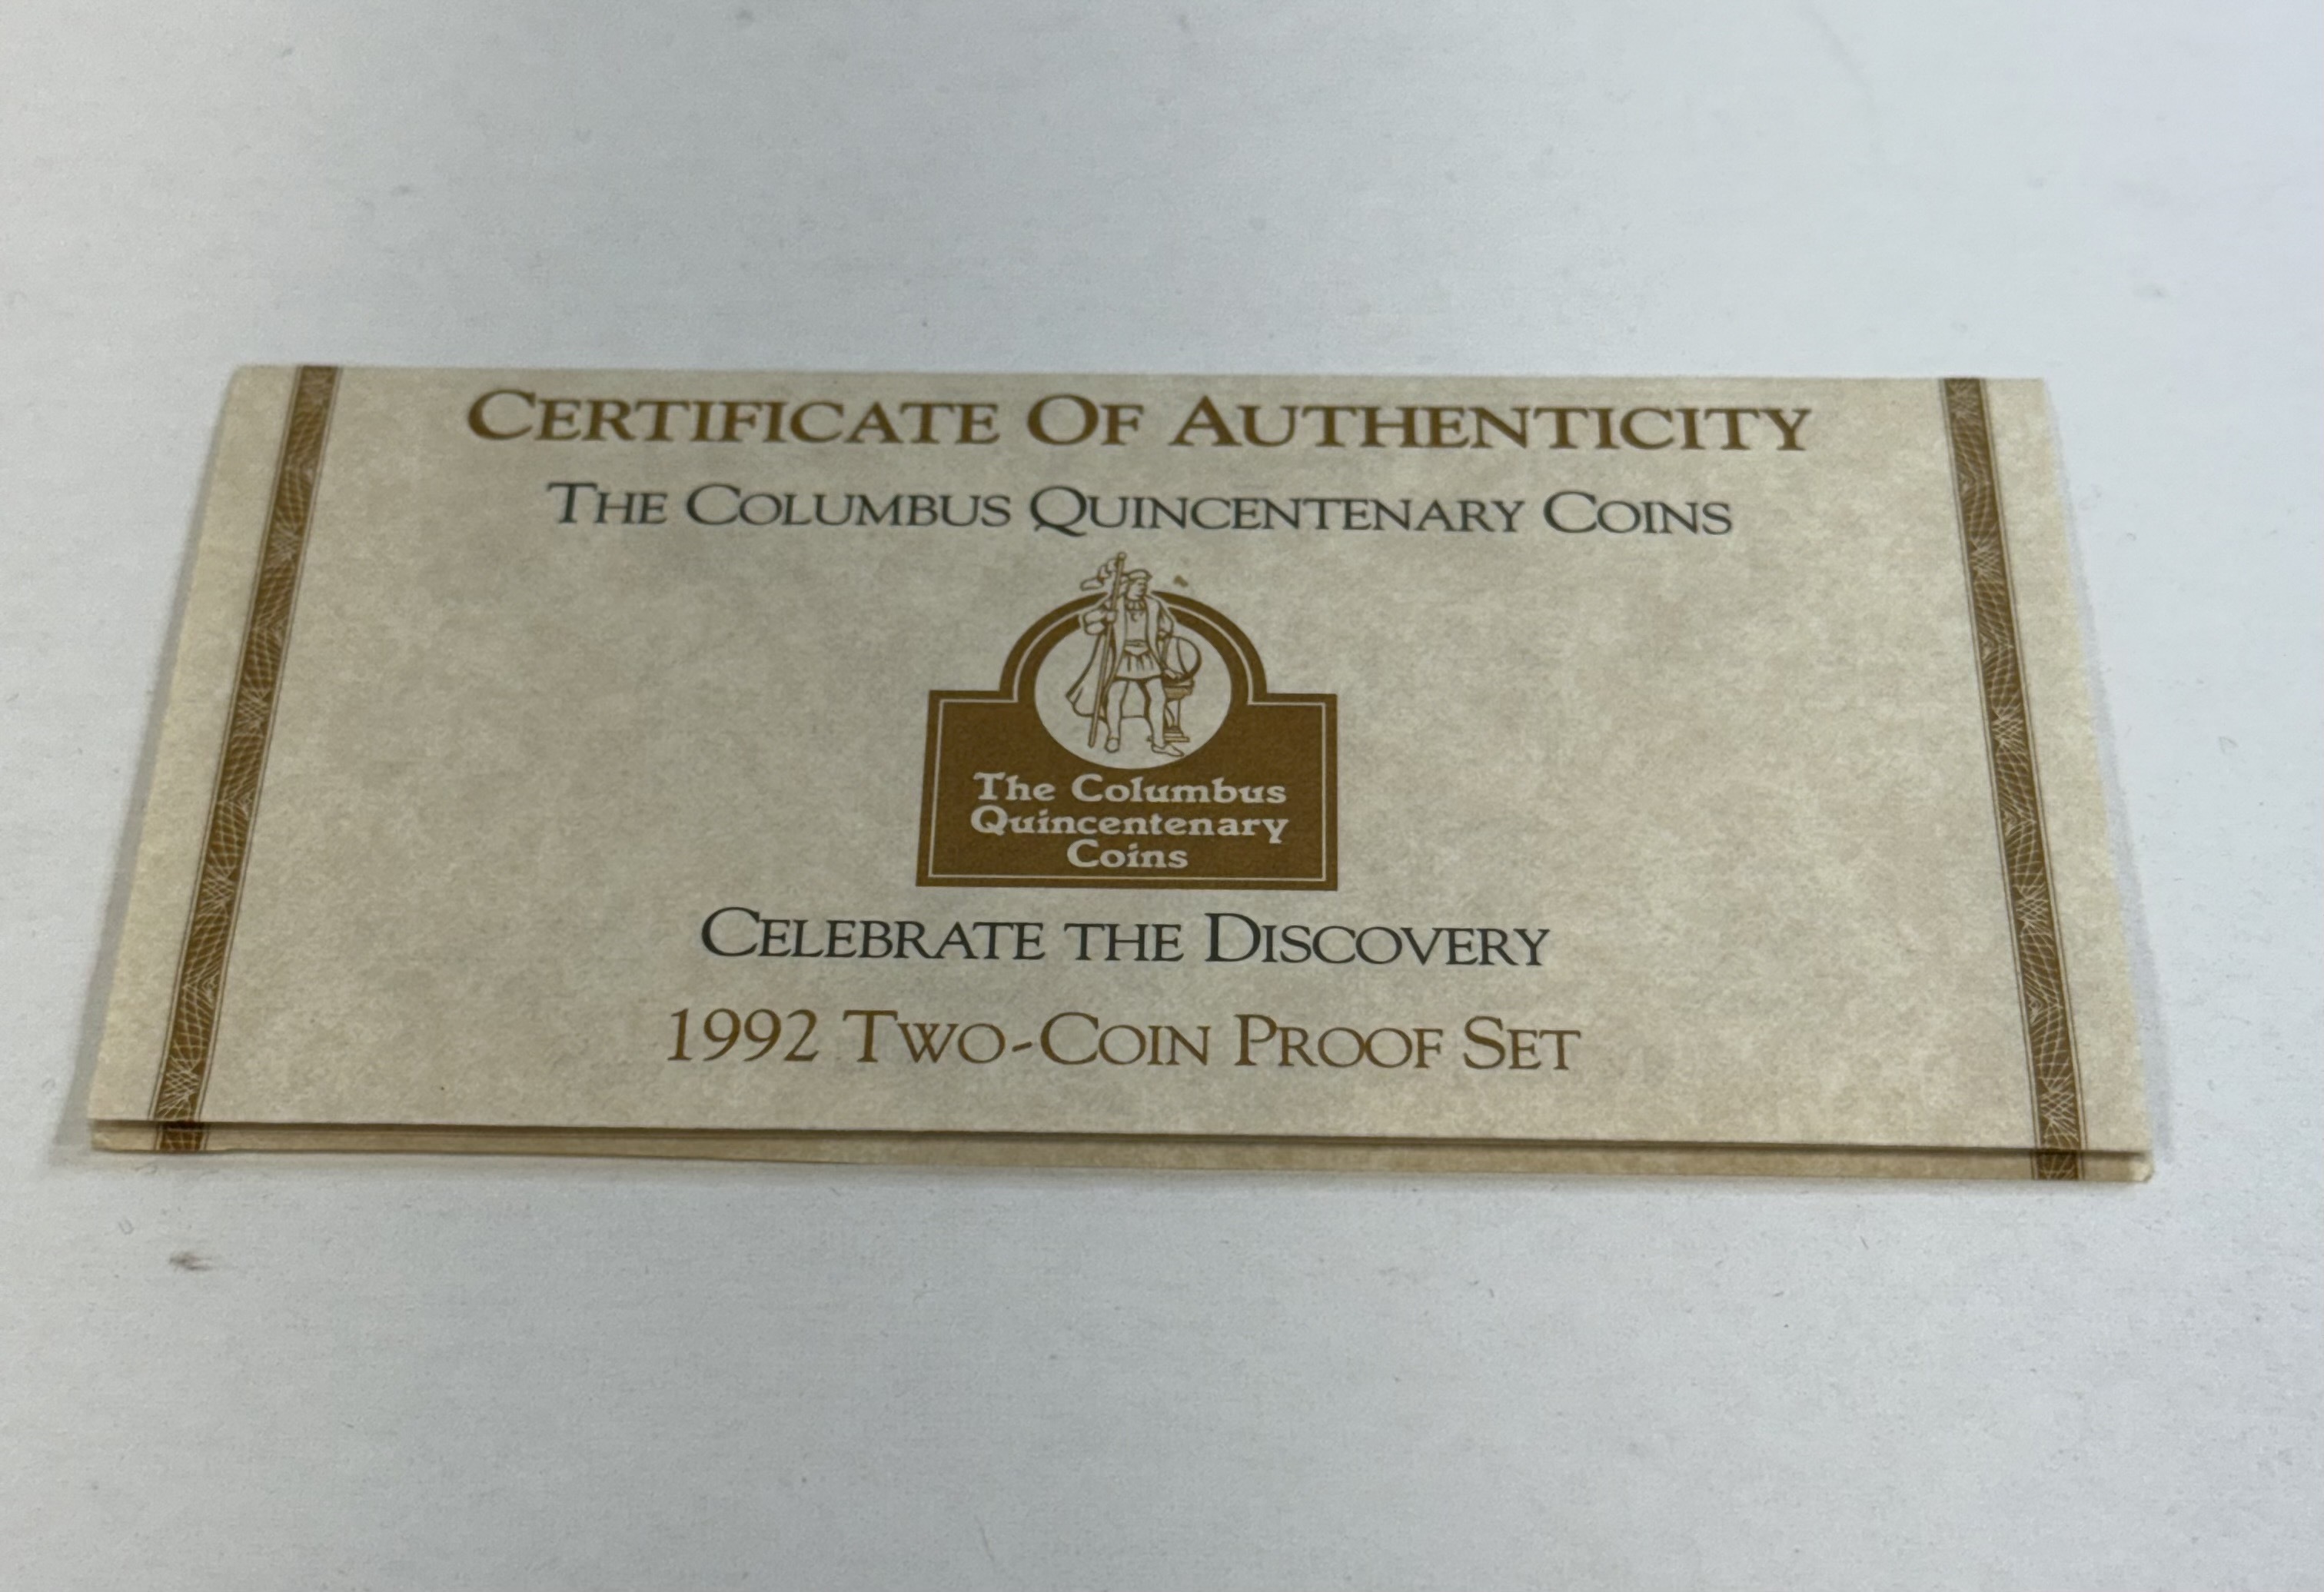 CERTIFICATE OF AUTHENTICITY
THE COLUMBUS QUINCENTENARY COINS
The Columbus
Quincentenary
Coins
CELEBRATE THE DISCOVERY
1992 TWO-COIN PROOF SET